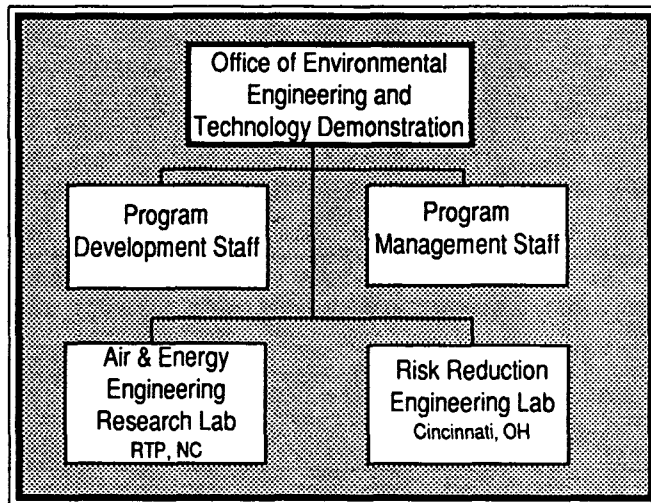 Office of Environmental
Engineering and
Technology Demonstration
Program
Development Staff
Program
Management Staff
Air & Energy
Engineering
Research Lab
RTP, NC
Risk Reduction
Engineering Lab
Cincinnati, OH